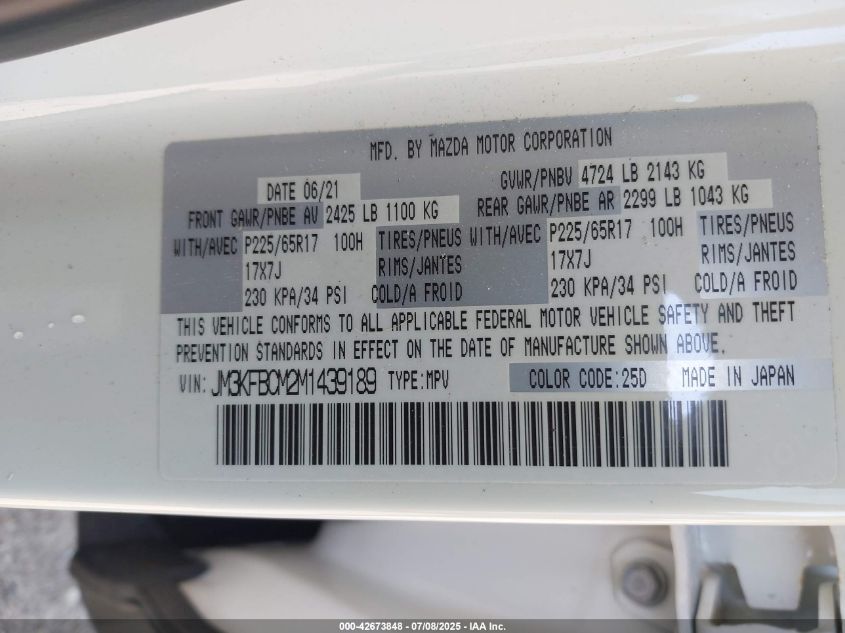 MFD. BY MAZDA MOTOR CORPORATION
DATE 06/21 GVWR/PNBV 4724 LB 2143 KG
FRONT GAWR/PNBE AV 2425 LB 1100 KG REAR GAWR/PNBE AR 2299 LB 1043 KG
WITH/AVEC P225/65R17 100H TIRES/PNEUS WITH/AVEC P225/65R17 100H TIRES/PNEUS
17X7J RIMS/JANTES 17X7J RIMS/JANTES
230 KPA/34 PSI COLD/A FROID 230 KPA/34 PSI COLD/A FROID
THIS VEHICLE CONFORMS TO ALL APPLICABLE FEDERAL MOTOR VEHICLE SAFETY AND THEFT
PREVENTION STANDARDS IN EFFECT ON THE DATE OF MANUFACTURE SHOWN ABOVE.
VIN: JM3KFBCM2M1439189 TYPE:MPV COLOR CODE:25D MADE IN JAPAN
000-42673848 - 07/08/2025 - IAA Inc.